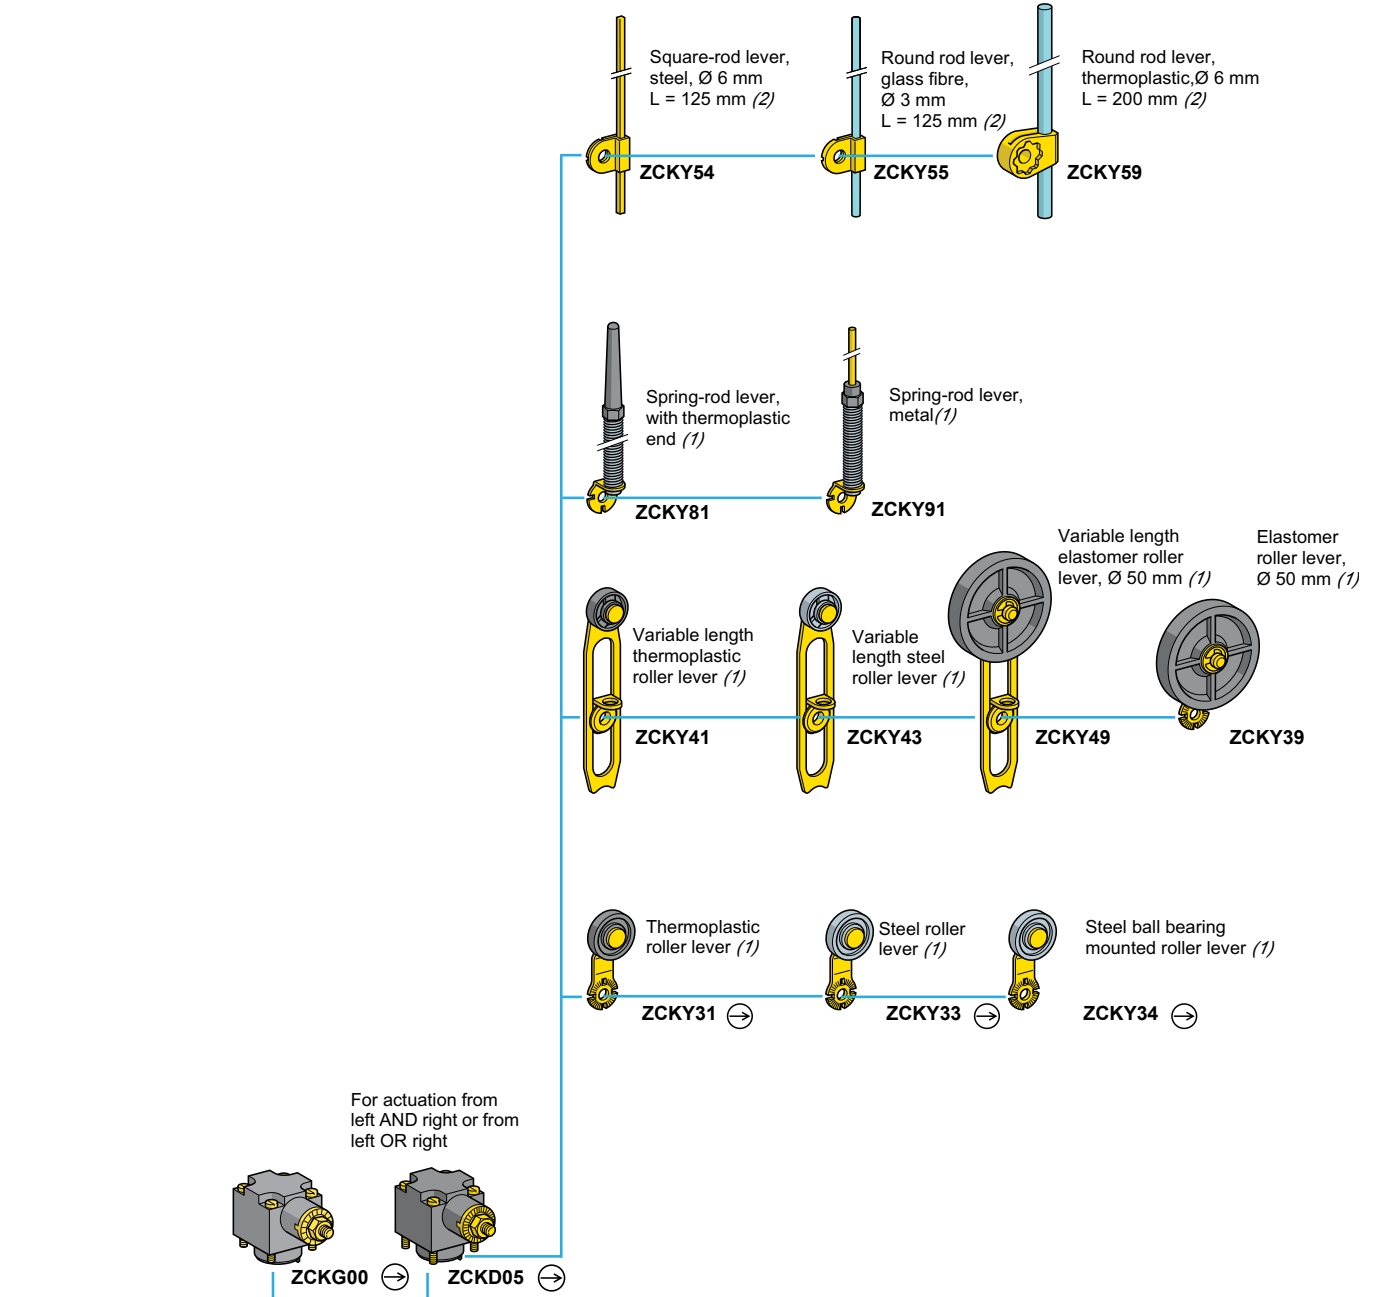 Square-rod lever,
steel, Ø 6 mm
L = 125 mm (2)
ZCKY54
Round rod lever,
glass fibre,
Ø 3 mm
L = 125 mm (2)
ZCKY55
Round rod lever,
thermoplastic,Ø 6 mm
L = 200 mm (2)
ZCKY59
Spring-rod lever,
with thermoplastic
end (1)
ZCKY81
Spring-rod lever,
metal(1)
ZCKY91
Variable length
thermoplastic
roller lever (1)
ZCKY41
Variable
length steel
roller lever (1)
ZCKY43
Variable length
elastomer roller
lever, Ø 50 mm (1)
ZCKY49
Elastomer
roller lever,
Ø 50 mm (1)
ZCKY39
Thermoplastic
roller lever (1)
ZCKY31
Steel roller
lever (1)
ZCKY33
Steel ball bearing
mounted roller lever (1)
ZCKY34
For actuation from
left AND right or from
left OR right
ZCKG00
ZCKD05